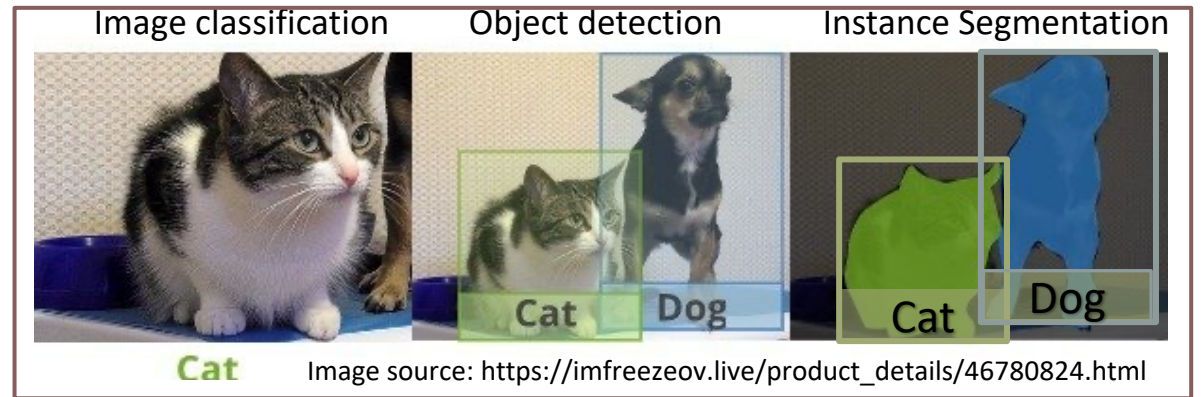 Image classification
Object detection
Instance Segmentation
Cat
Dog
Cat
Dog
Cat
Image source: https://imfreezeov.live/product_details/46780824.html